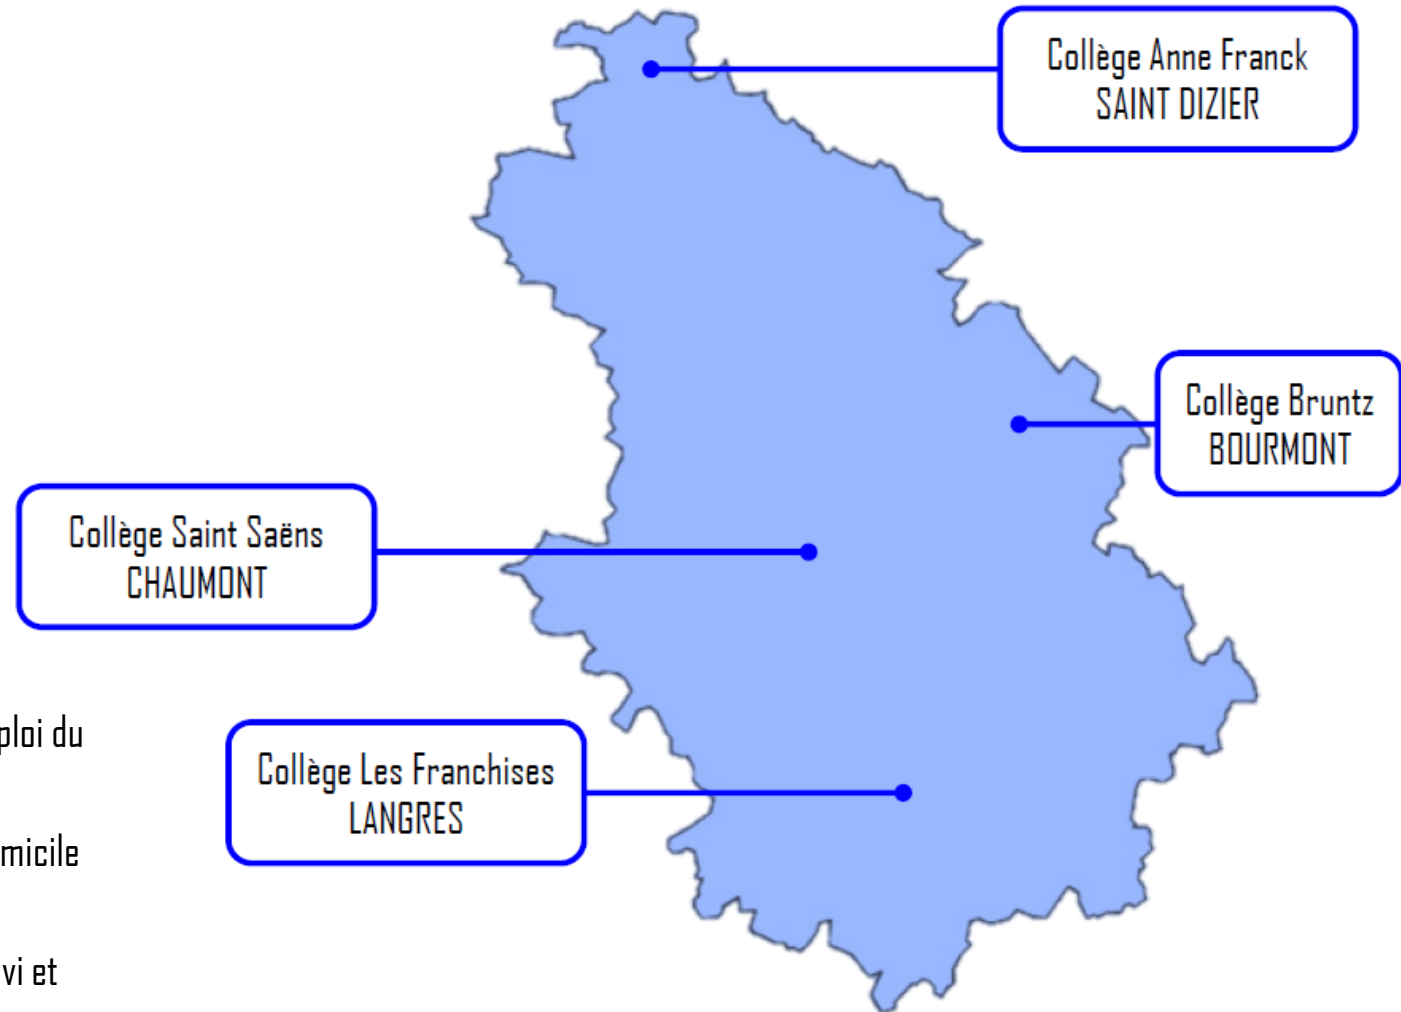 Collège Anne Franck
SAINT DIZIER
Collège Bruntz
BOURMONT
Collège Saint Saëns
CHAUMONT
ploi du
Collège Les Franchises
LANGRES
micile
vi et